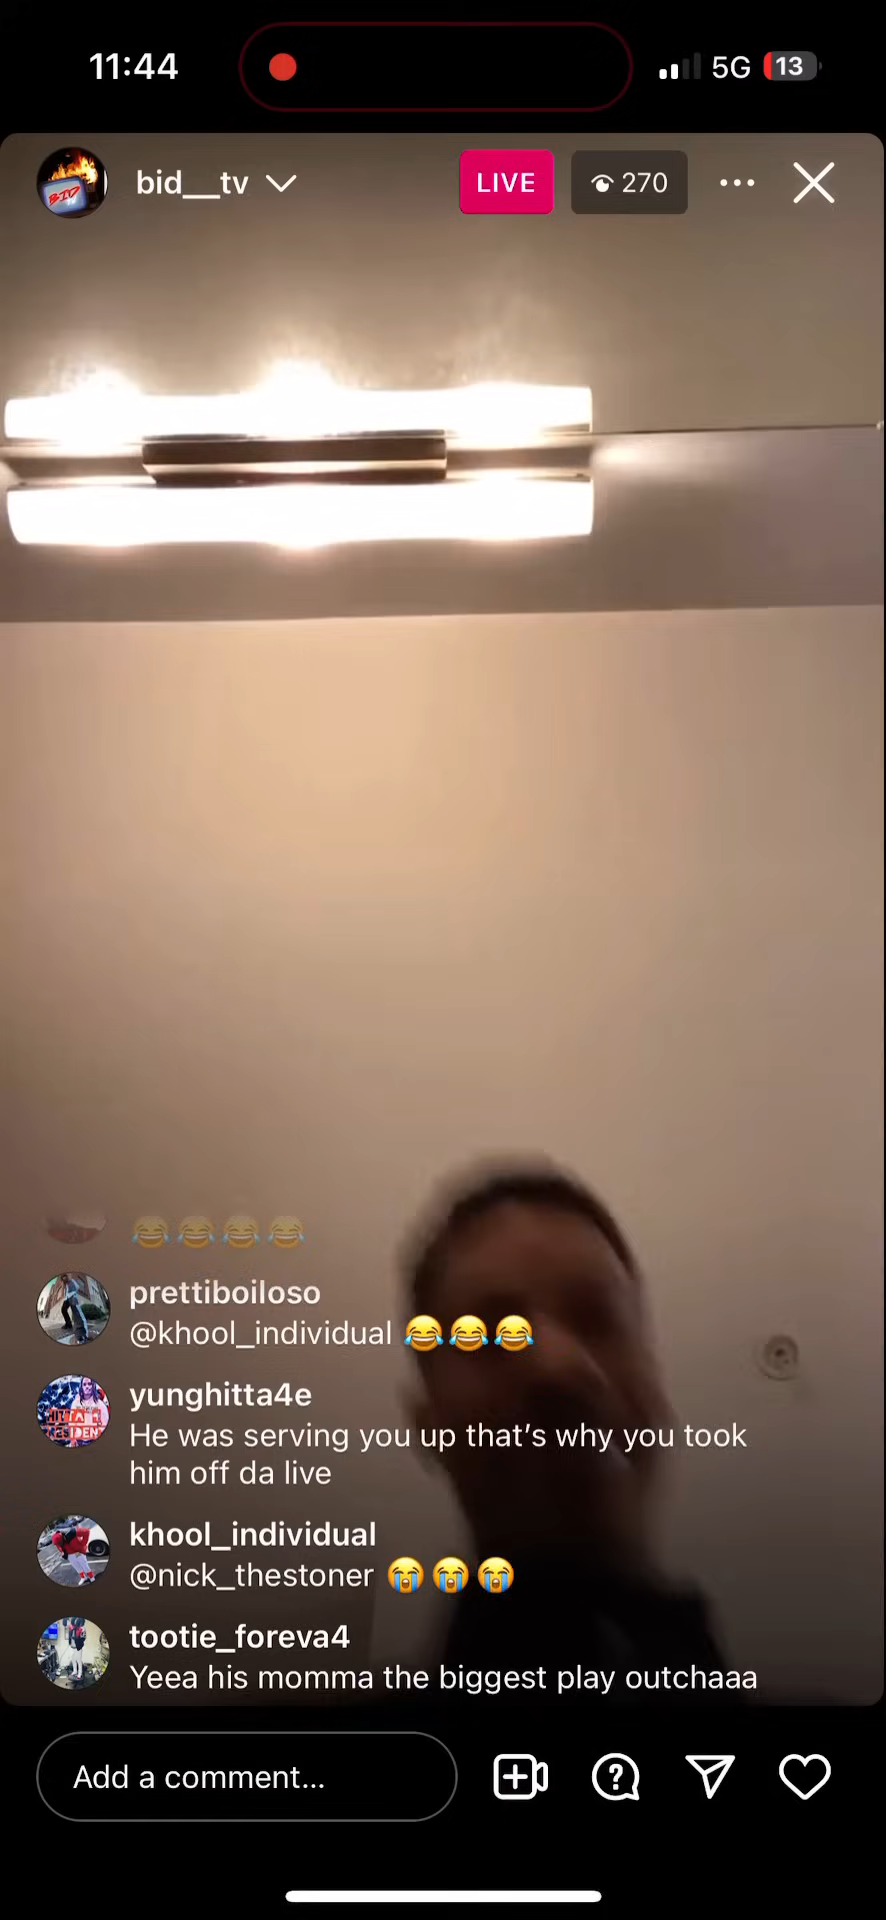 11:44
5G
13
BID
bid__tv
LIVE
270
😂😂😂😂
prettiboiloso
@khool_individual 😂😂😂
yunghitta4e
He was serving you up that’s why you took
him off da live
khool_individual
@nick_thestoner 😭😭😭
tootie_foreva4
Yeea his momma the biggest play outchaaa
Add a comment...